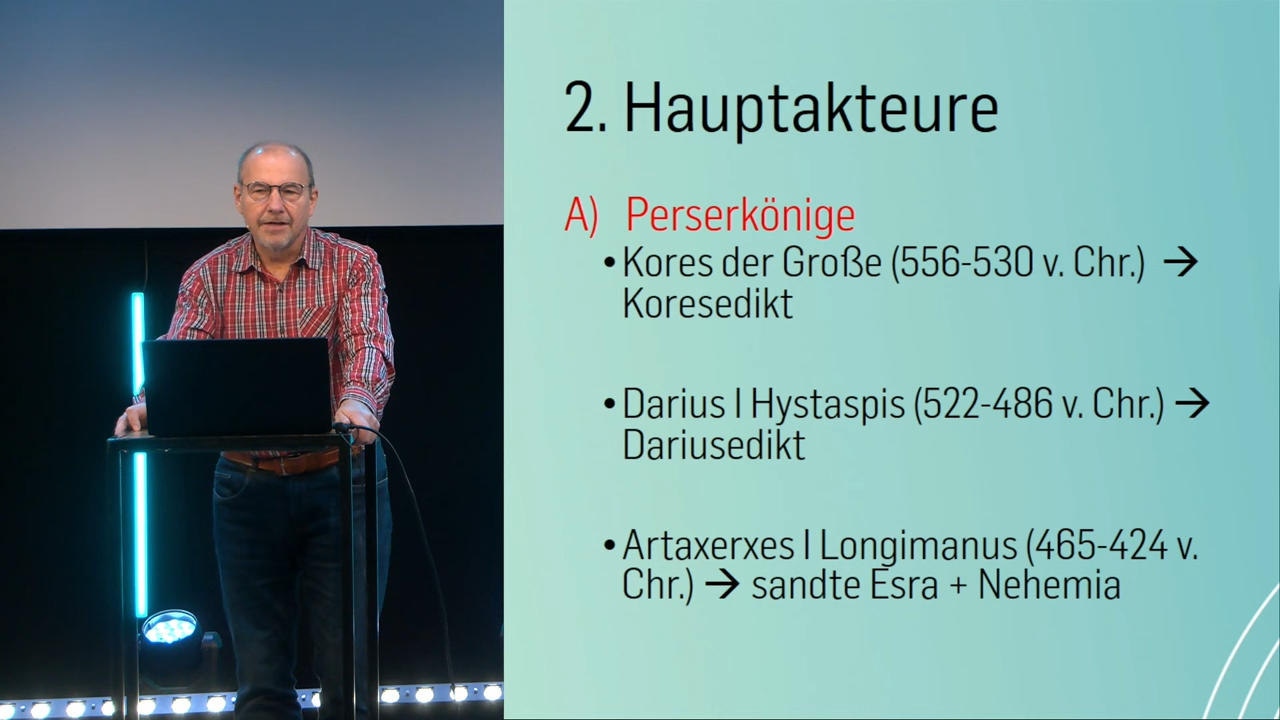 2. Hauptakteure
A) Perserkönige
• Kores der Große (556-530 v. Chr.) →
Koresedikt
• Darius I Hystaspis (522-486 v. Chr.) →
Dariusedikt
• Artaxerxes I Longimanus (465-424 v.
Chr.) → sandte Esra + Nehemia